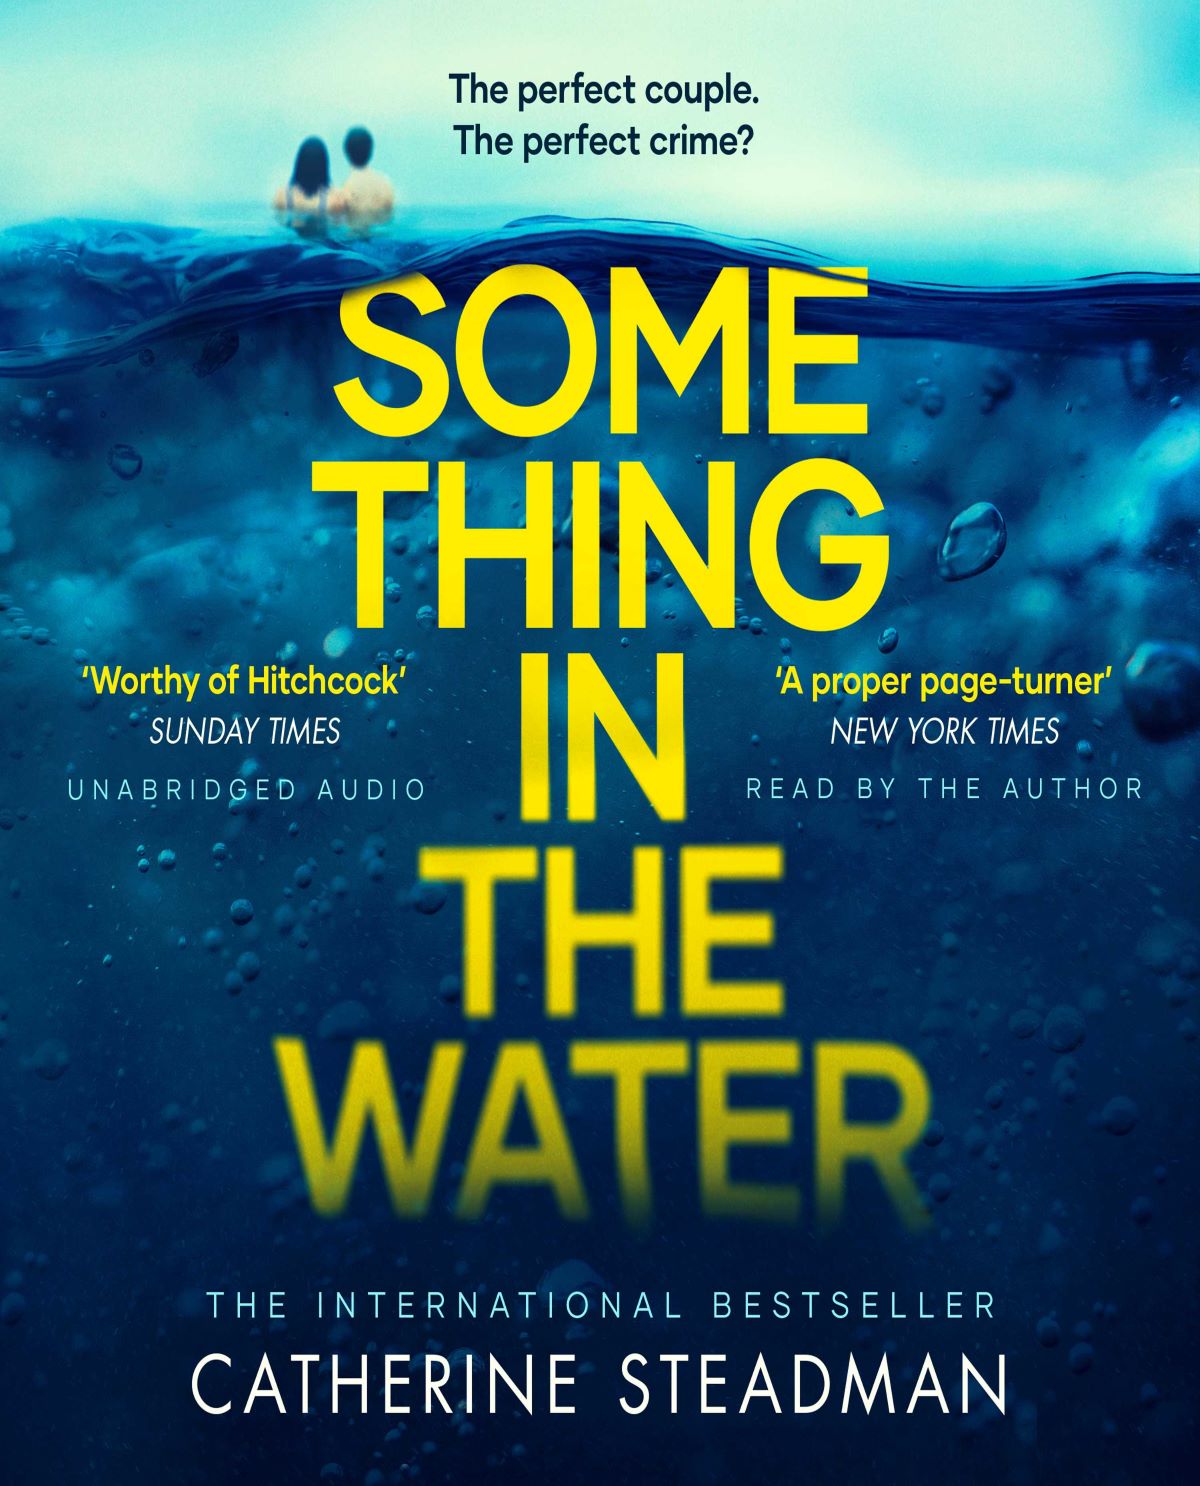 The perfect couple.
The perfect crime?
SOME
THING
IN
‘Worthy of Hitchcock’
SUNDAY TIMES
UNABRIDGED AUDIO
‘A proper page-turner’
NEW YORK TIMES
READ BY THE AUTHOR
THE
WATER
THE INTERNATIONAL BESTSELLER
CATHERINE STEADMAN